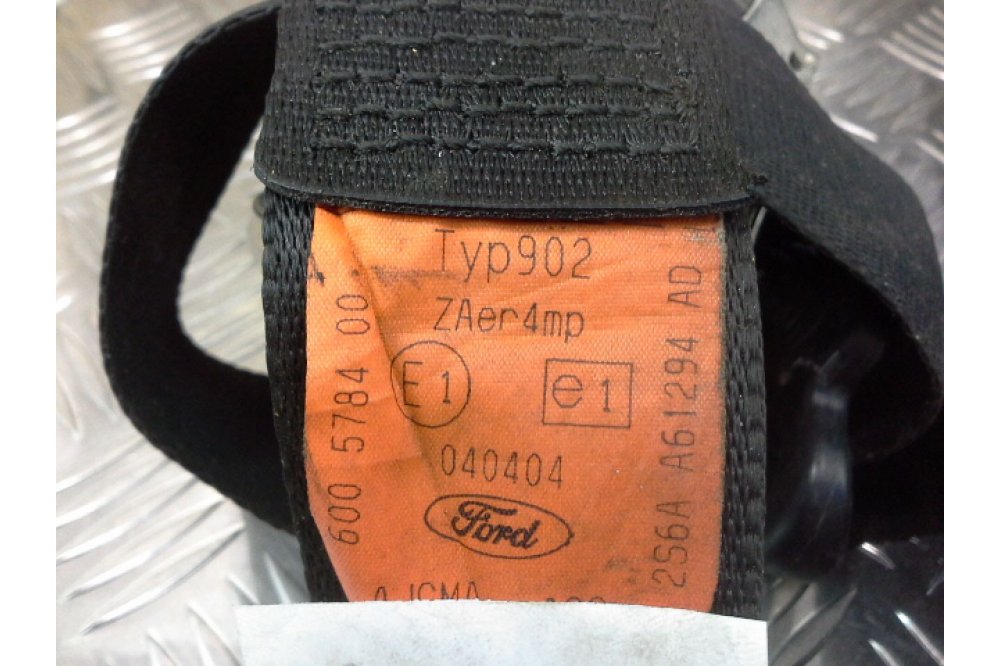 Typ902
ZAer4mp
E1
e1
040404
Ford
600 5784 00
2S6A A61294 AD